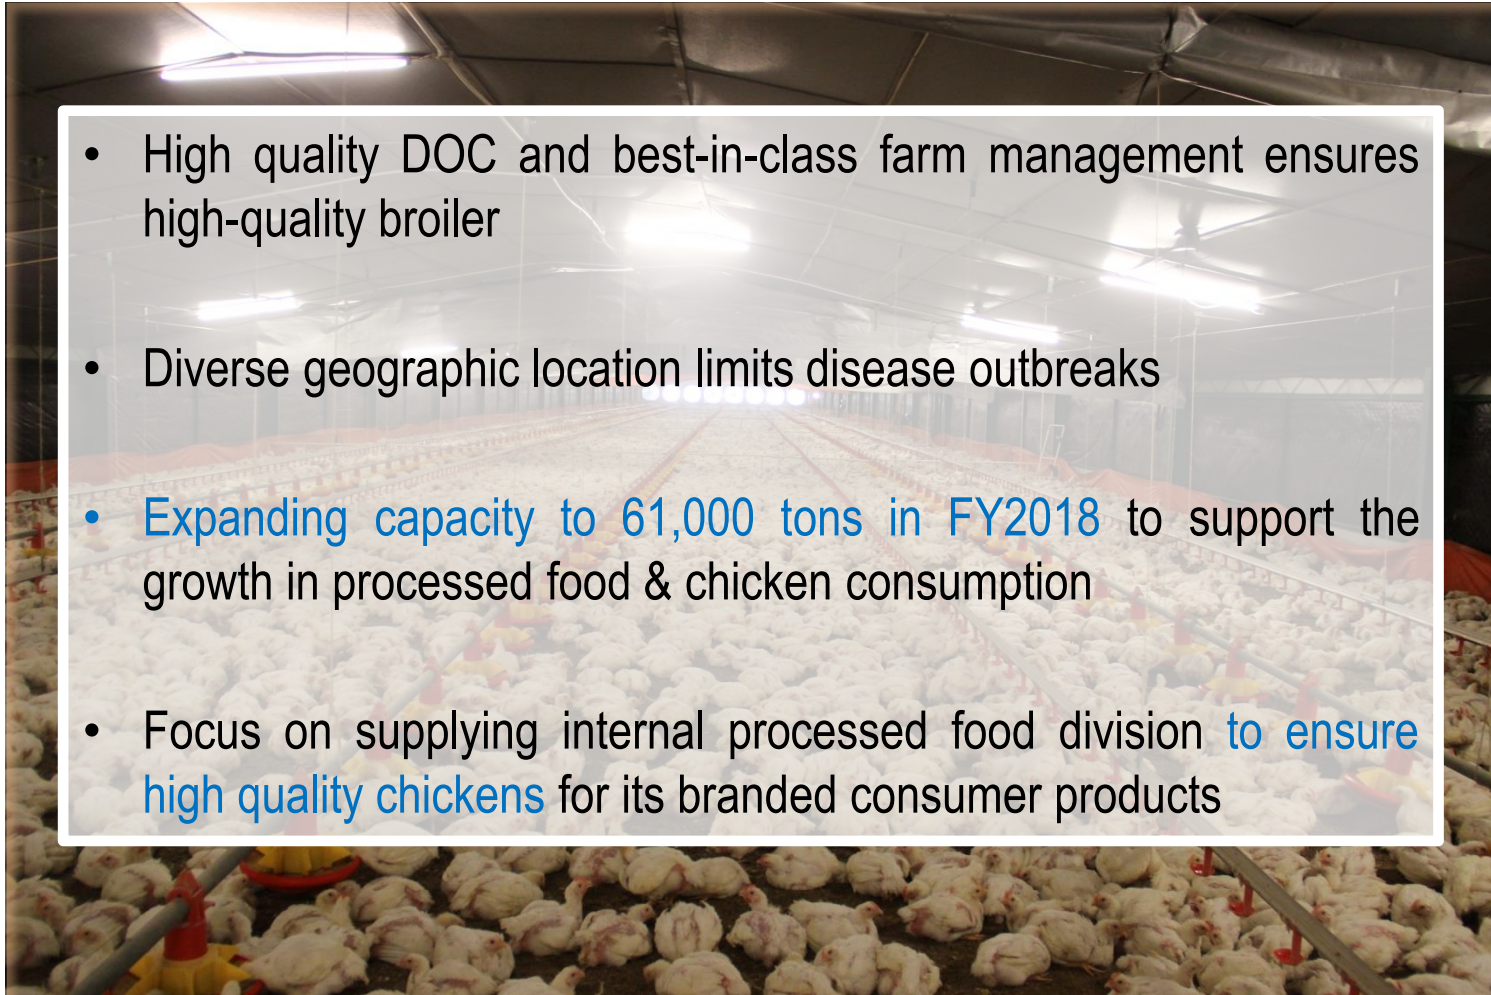 • High quality DOC and best-in-class farm management ensures
high-quality broiler
• Diverse geographic location limits disease outbreaks
• Expanding capacity to 61,000 tons in FY2018 to support the
growth in processed food & chicken consumption
• Focus on supplying internal processed food division to ensure
high quality chickens for its branded consumer products